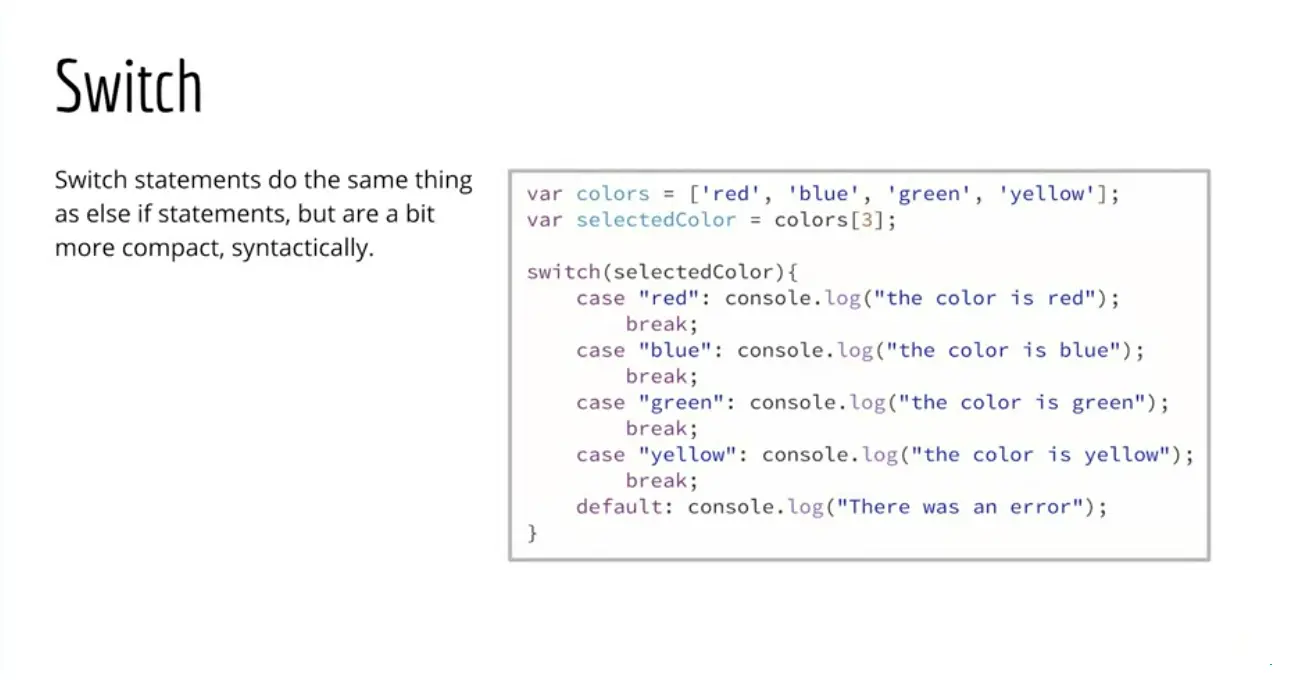 Switch
Switch statements do the same thing
as else if statements, but are a bit
more compact, syntactically.
var colors = ['red', 'blue', 'green', 'yellow'];
var selectedColor = colors[3];
switch(selectedColor){
    case "red": console.log("the color is red");
        break;
    case "blue": console.log("the color is blue");
        break;
    case "green": console.log("the color is green");
        break;
    case "yellow": console.log("the color is yellow");
        break;
    default: console.log("There was an error");
}